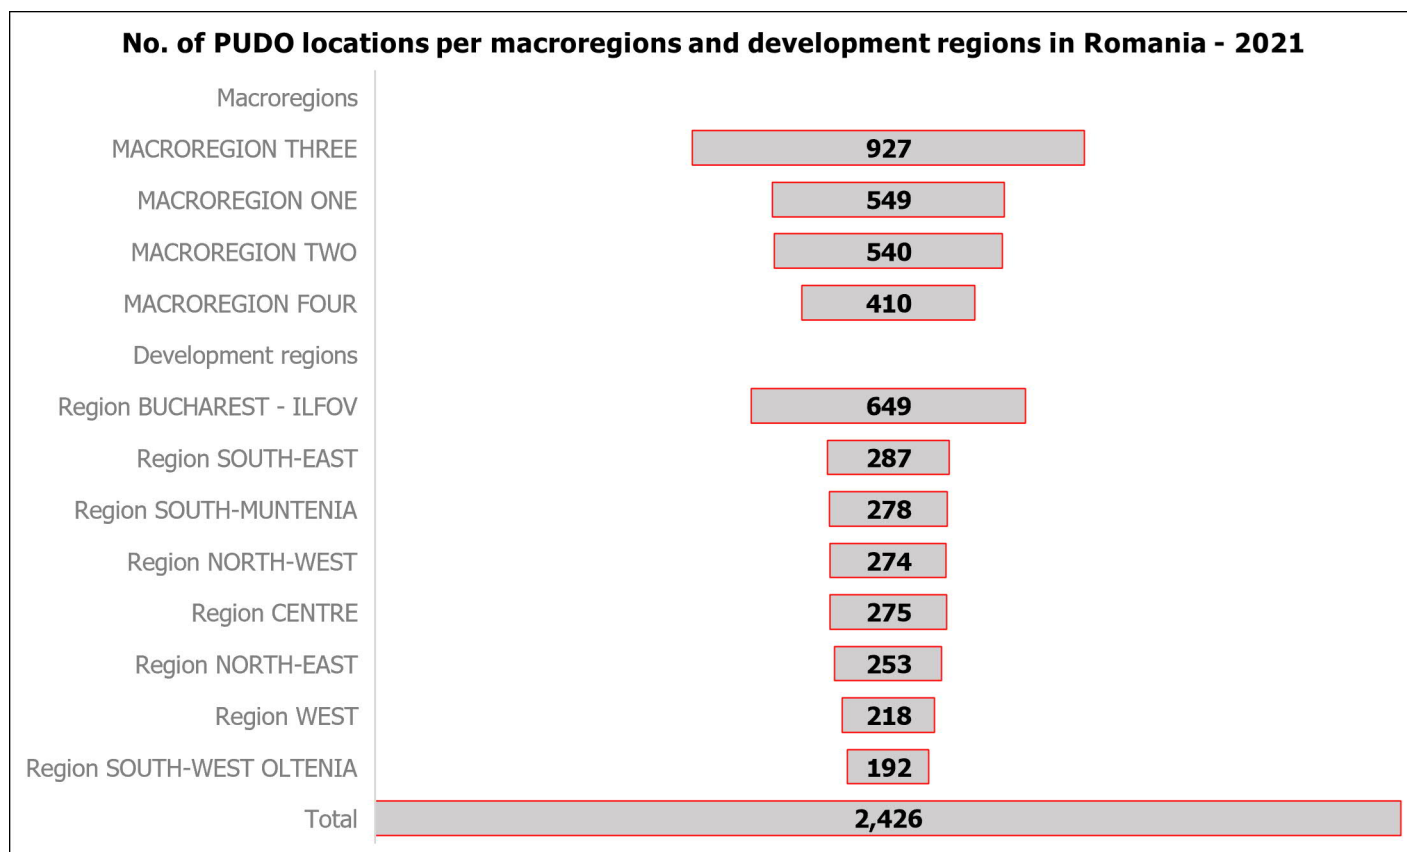 No. of PUDO locations per macroregions and development regions in Romania - 2021
Macroregions
MACROREGION THREE 927
MACROREGION ONE 549
MACROREGION TWO 540
MACROREGION FOUR 410
Development regions
Region BUCHAREST - ILFOV 649
Region SOUTH-EAST 287
Region SOUTH-MUNTENIA 278
Region NORTH-WEST 274
Region CENTRE 275
Region NORTH-EAST 253
Region WEST 218
Region SOUTH-WEST OLTENIA 192
Total 2,426